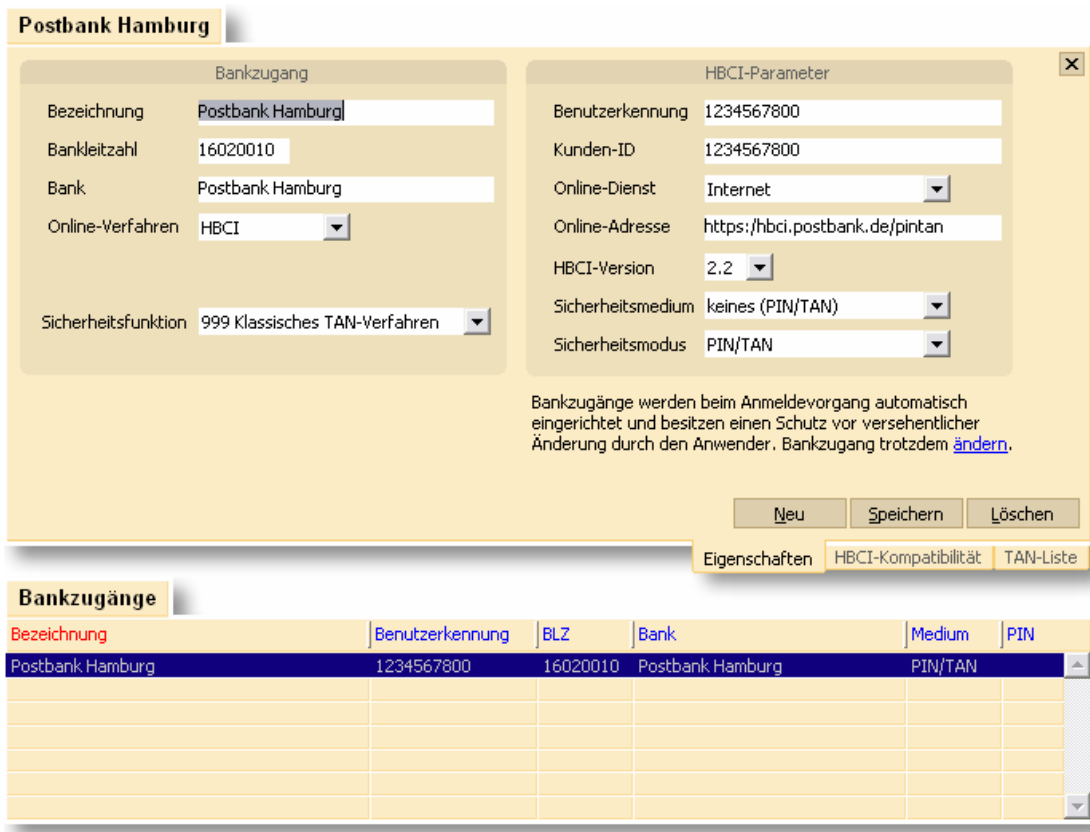 Postbank Hamburg
Bankzugang
Bezeichnung Postbank Hamburg
Bankleitzahl 16020010
Bank Postbank Hamburg
Online-Verfahren HBCI
Sicherheitsfunktion 999 Klassisches TAN-Verfahren
HBCI-Parameter
Benutzerkennung 1234567800
Kunden-ID 1234567800
Online-Dienst Internet
Online-Adresse https:/hbci.postbank.de/pintan
HBCI-Version 2.2
Sicherheitsmedium keines (PIN/TAN)
Sicherheitsmodus PIN/TAN
Bankzugänge werden beim Anmeldevorgang automatisch
eingerichtet und besitzen einen Schutz vor versehentlicher
Änderung durch den Anwender. Bankzugang trotzdem ändern.
Neu Speichern Löschen
Eigenschaften HBCI-Kompatibilität TAN-Liste
Bankzugänge
Bezeichnung Benutzerkennung BLZ Bank Medium PIN
Postbank Hamburg 1234567800 16020010 Postbank Hamburg PIN/TAN